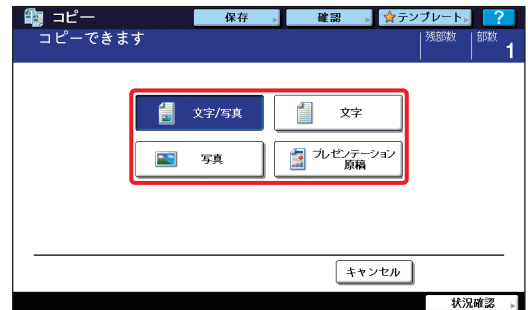 コピー 保存 確認 テンプレート ?
コピーできます 残部数 部数
1
文字/写真 文字
写真 プレゼンテーション
原稿
キャンセル
状況確認